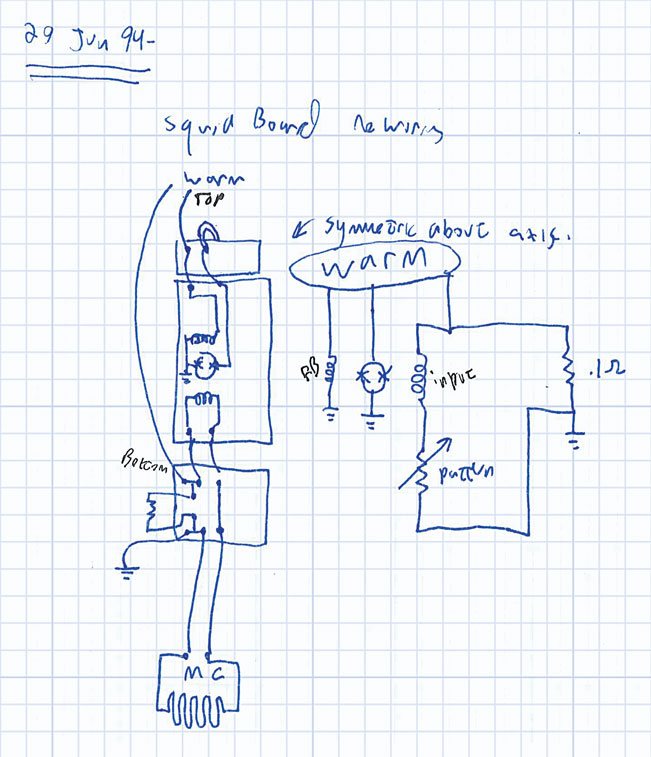 29 Jun 94-
Squid Board rewiring
Warm
TOP
↙ Symmetric about axis.
WARM
FB
input
.1Ω
Bottom
pattern
MC